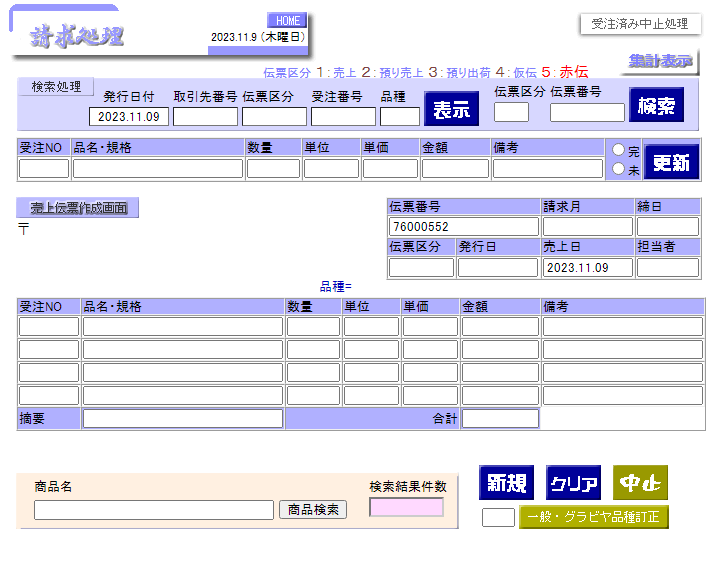 HOME
請求処理
2023.11.9 (木曜日)
受注済み中止処理
伝票区分 1:売上 2:預り売上 3:預り出荷 4:仮伝 5:赤伝
集計表示
検索処理
発行日付 取引先番号 伝票区分 受注番号 品種 伝票区分 伝票番号
2023.11.09 表示 検索
受注NO 品名・規格 数量 単位 単価 金額 備考
完
未
更新
売上伝票作成画面
〒
伝票番号 請求月 締日
76000552
伝票区分 発行日 売上日 担当者
2023.11.09
品種=
受注NO 品名・規格 数量 単位 単価 金額 備考
摘要 合計
商品名 検索結果件数
商品検索
新規 クリア 中止
一般・グラビヤ品種訂正